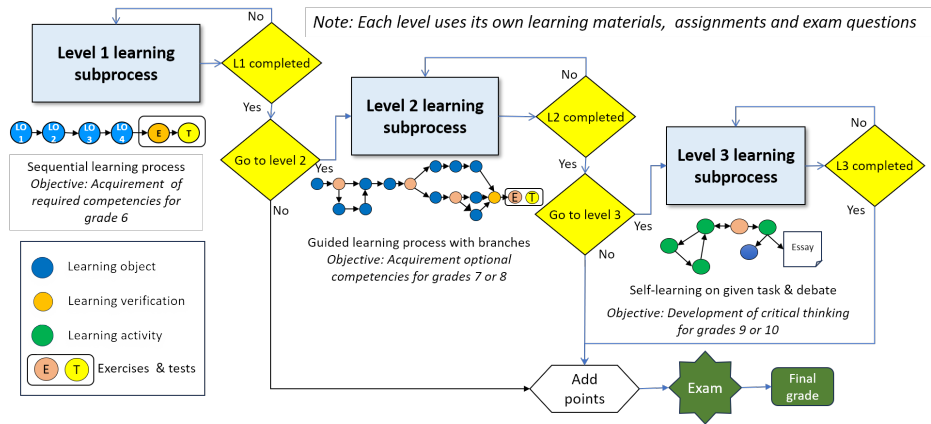 Note: Each level uses its own learning materials, assignments and exam questions
No
Level 1 learning
subprocess
L1 completed
Yes
LO
1
LO
2
LO
3
LO
4
E
T
Go to level 2
Yes
No
Sequential learning process
Objective: Acquirement of
required competencies for
grade 6
No
Level 2 learning
subprocess
L2 completed
Yes
E
T
Go to level 3
Yes
No
Guided learning process with branches
Objective: Acquirement optional
competencies for grades 7 or 8
No
Level 3 learning
subprocess
L3 completed
Yes
Essay
Self-learning on given task & debate
Objective: Development of critical thinking
for grades 9 or 10
Learning object
Learning verification
Learning activity
E
T
Exercises & tests
Add
points
Exam
Final
grade